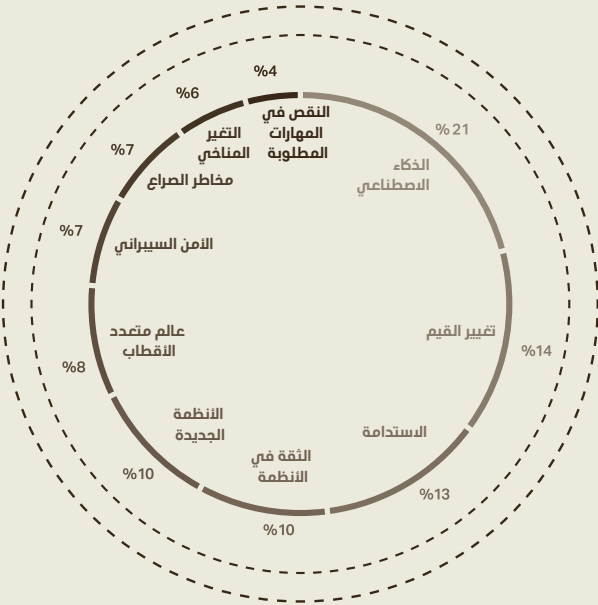 %21
الذكاء
الاصطناعي
تغيير القيم
%14
الاستدامة
%13
الثقة في
الأنظمة
%10
الأنظمة
الجديدة
%10
عالم متعدد
الأقطاب
%8
الأمن السيبراني
%7
مخاطر الصراع
%7
التغير
المناخي
%6
النقص في
المهارات
المطلوبة
%4